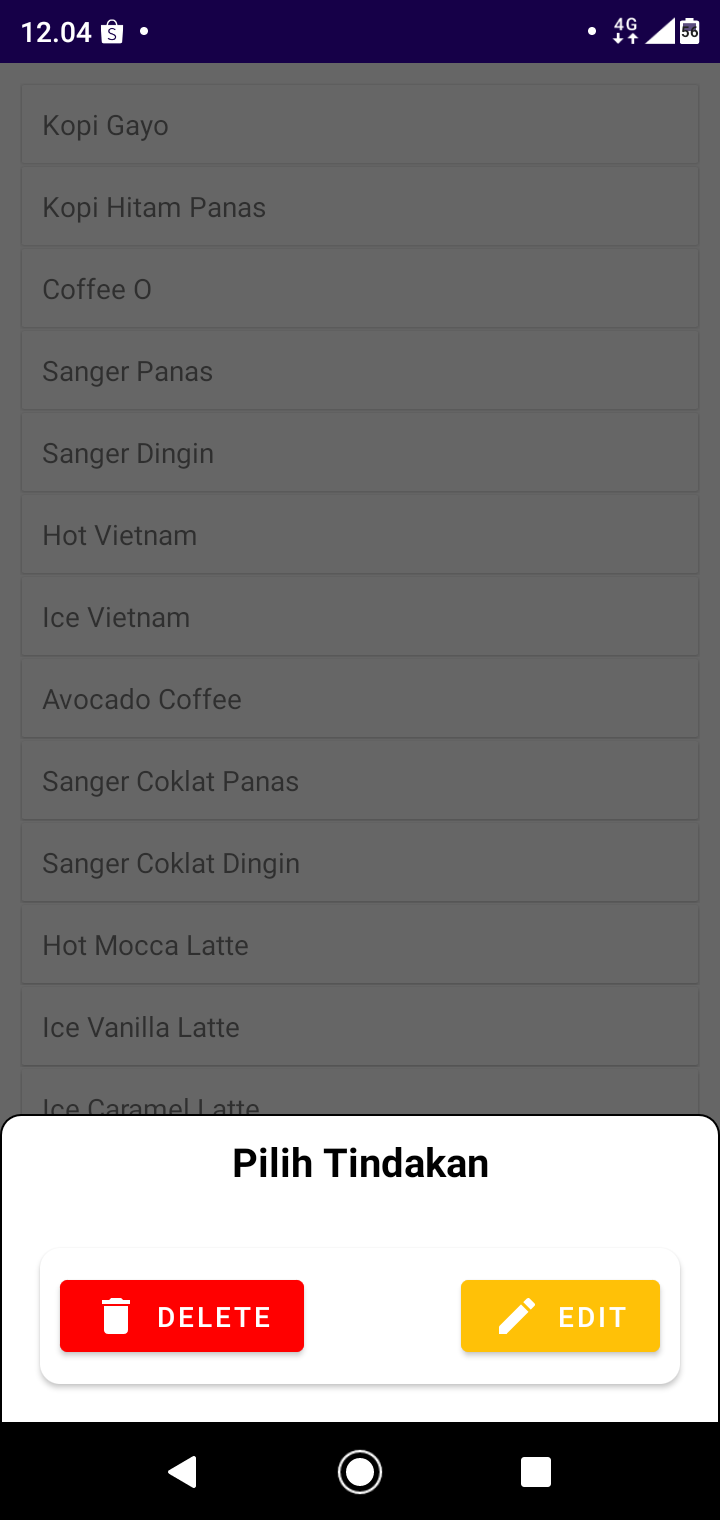 12.04
4G
56
Kopi Gayo
Kopi Hitam Panas
Coffee O
Sanger Panas
Sanger Dingin
Hot Vietnam
Ice Vietnam
Avocado Coffee
Sanger Coklat Panas
Sanger Coklat Dingin
Hot Mocca Latte
Ice Vanilla Latte
Ice Caramel Latte
Pilih Tindakan
DELETE
EDIT